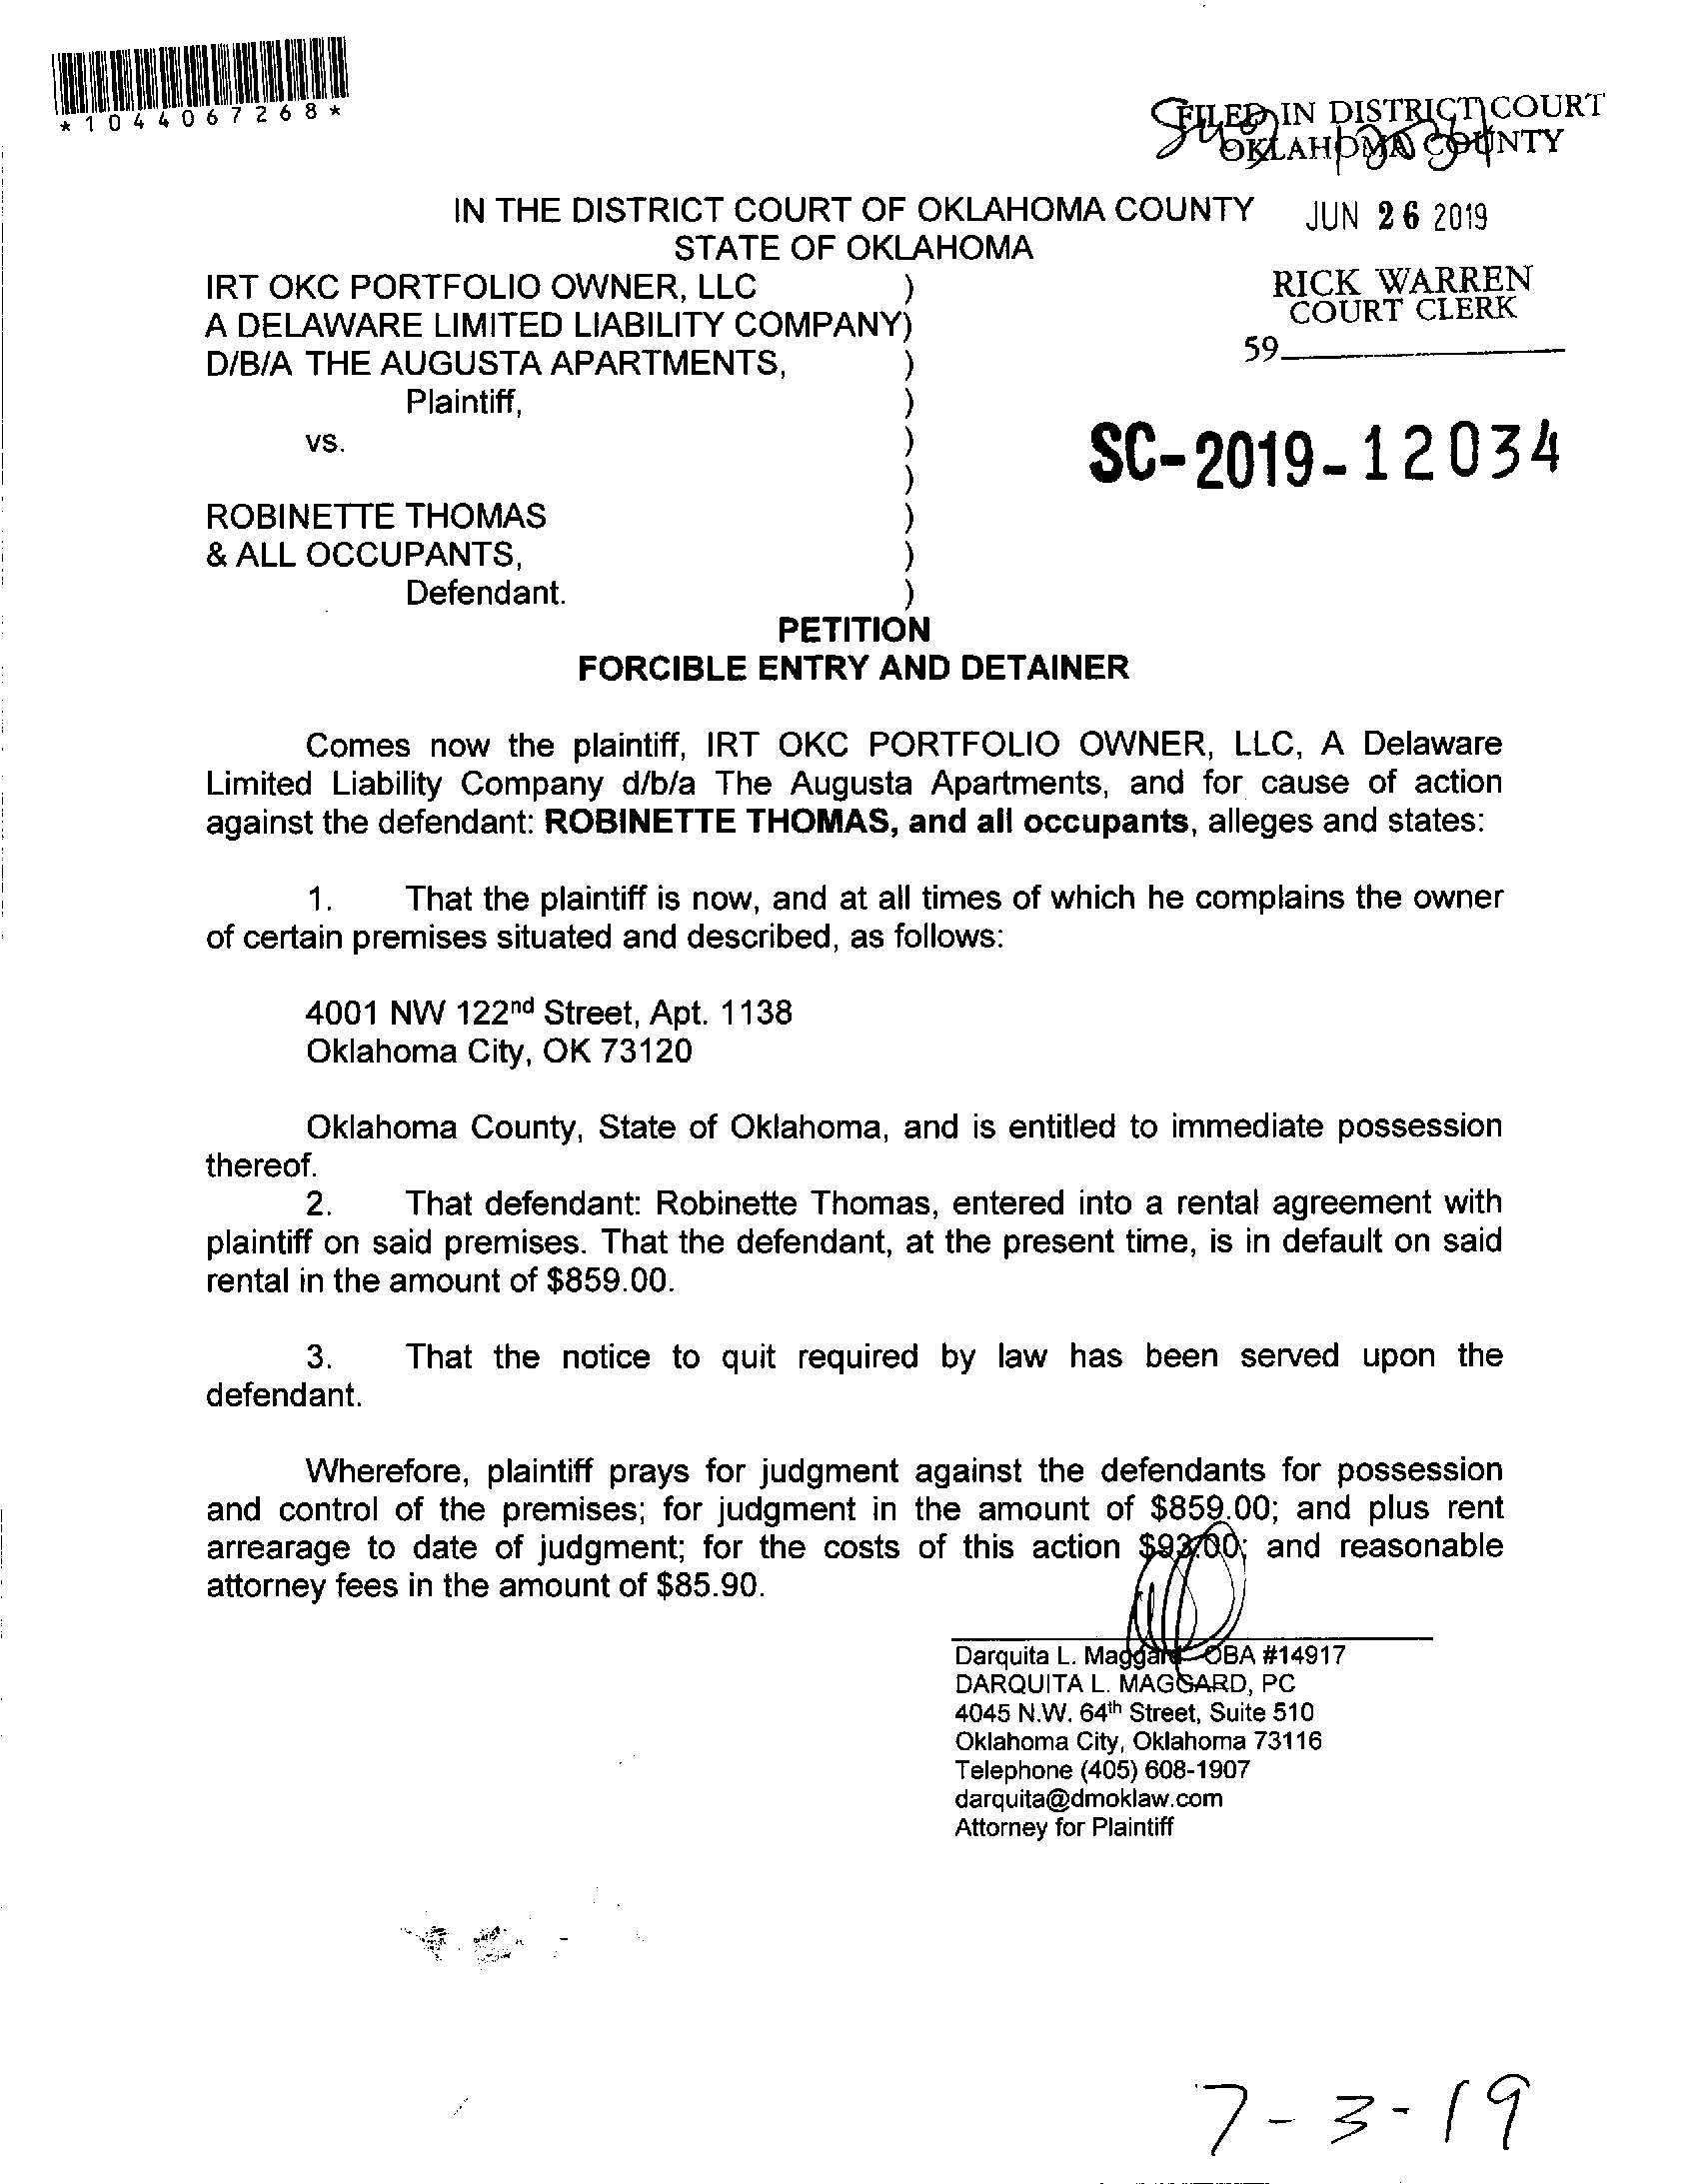 *1044067268*
FILED IN DISTRICT COURT
OKLAHOMA COUNTY
IN THE DISTRICT COURT OF OKLAHOMA COUNTY
JUN 26 2019
STATE OF OKLAHOMA
IRT OKC PORTFOLIO OWNER, LLC )
RICK WARREN
COURT CLERK
A DELAWARE LIMITED LIABILITY COMPANY)
59
D/B/A THE AUGUSTA APARTMENTS, )
Plaintiff, )
vs. )
SC-2019-12034
)
ROBINETTE THOMAS )
& ALL OCCUPANTS, )
Defendant. )
PETITION
FORCIBLE ENTRY AND DETAINER
Comes now the plaintiff, IRT OKC PORTFOLIO OWNER, LLC, A Delaware
Limited Liability Company d/b/a The Augusta Apartments, and for cause of action
against the defendant: ROBINETTE THOMAS, and all occupants, alleges and states:
1. That the plaintiff is now, and at all times of which he complains the owner
of certain premises situated and described, as follows:
4001 NW 122nd Street, Apt. 1138
Oklahoma City, OK 73120
Oklahoma County, State of Oklahoma, and is entitled to immediate possession
thereof.
2. That defendant: Robinette Thomas, entered into a rental agreement with
plaintiff on said premises. That the defendant, at the present time, is in default on said
rental in the amount of $859.00.
3. That the notice to quit required by law has been served upon the
defendant.
Wherefore, plaintiff prays for judgment against the defendants for possession
and control of the premises; for judgment in the amount of $859.00; and plus rent
arrearage to date of judgment; for the costs of this action $93.00; and reasonable
attorney fees in the amount of $85.90.
Darquita L. Maggard OBA #14917
DARQUITA L. MAGGARD, PC
4045 N.W. 64th Street, Suite 510
Oklahoma City, Oklahoma 73116
Telephone (405) 608-1907
darquita@dmoklaw.com
Attorney for Plaintiff
7-3-19